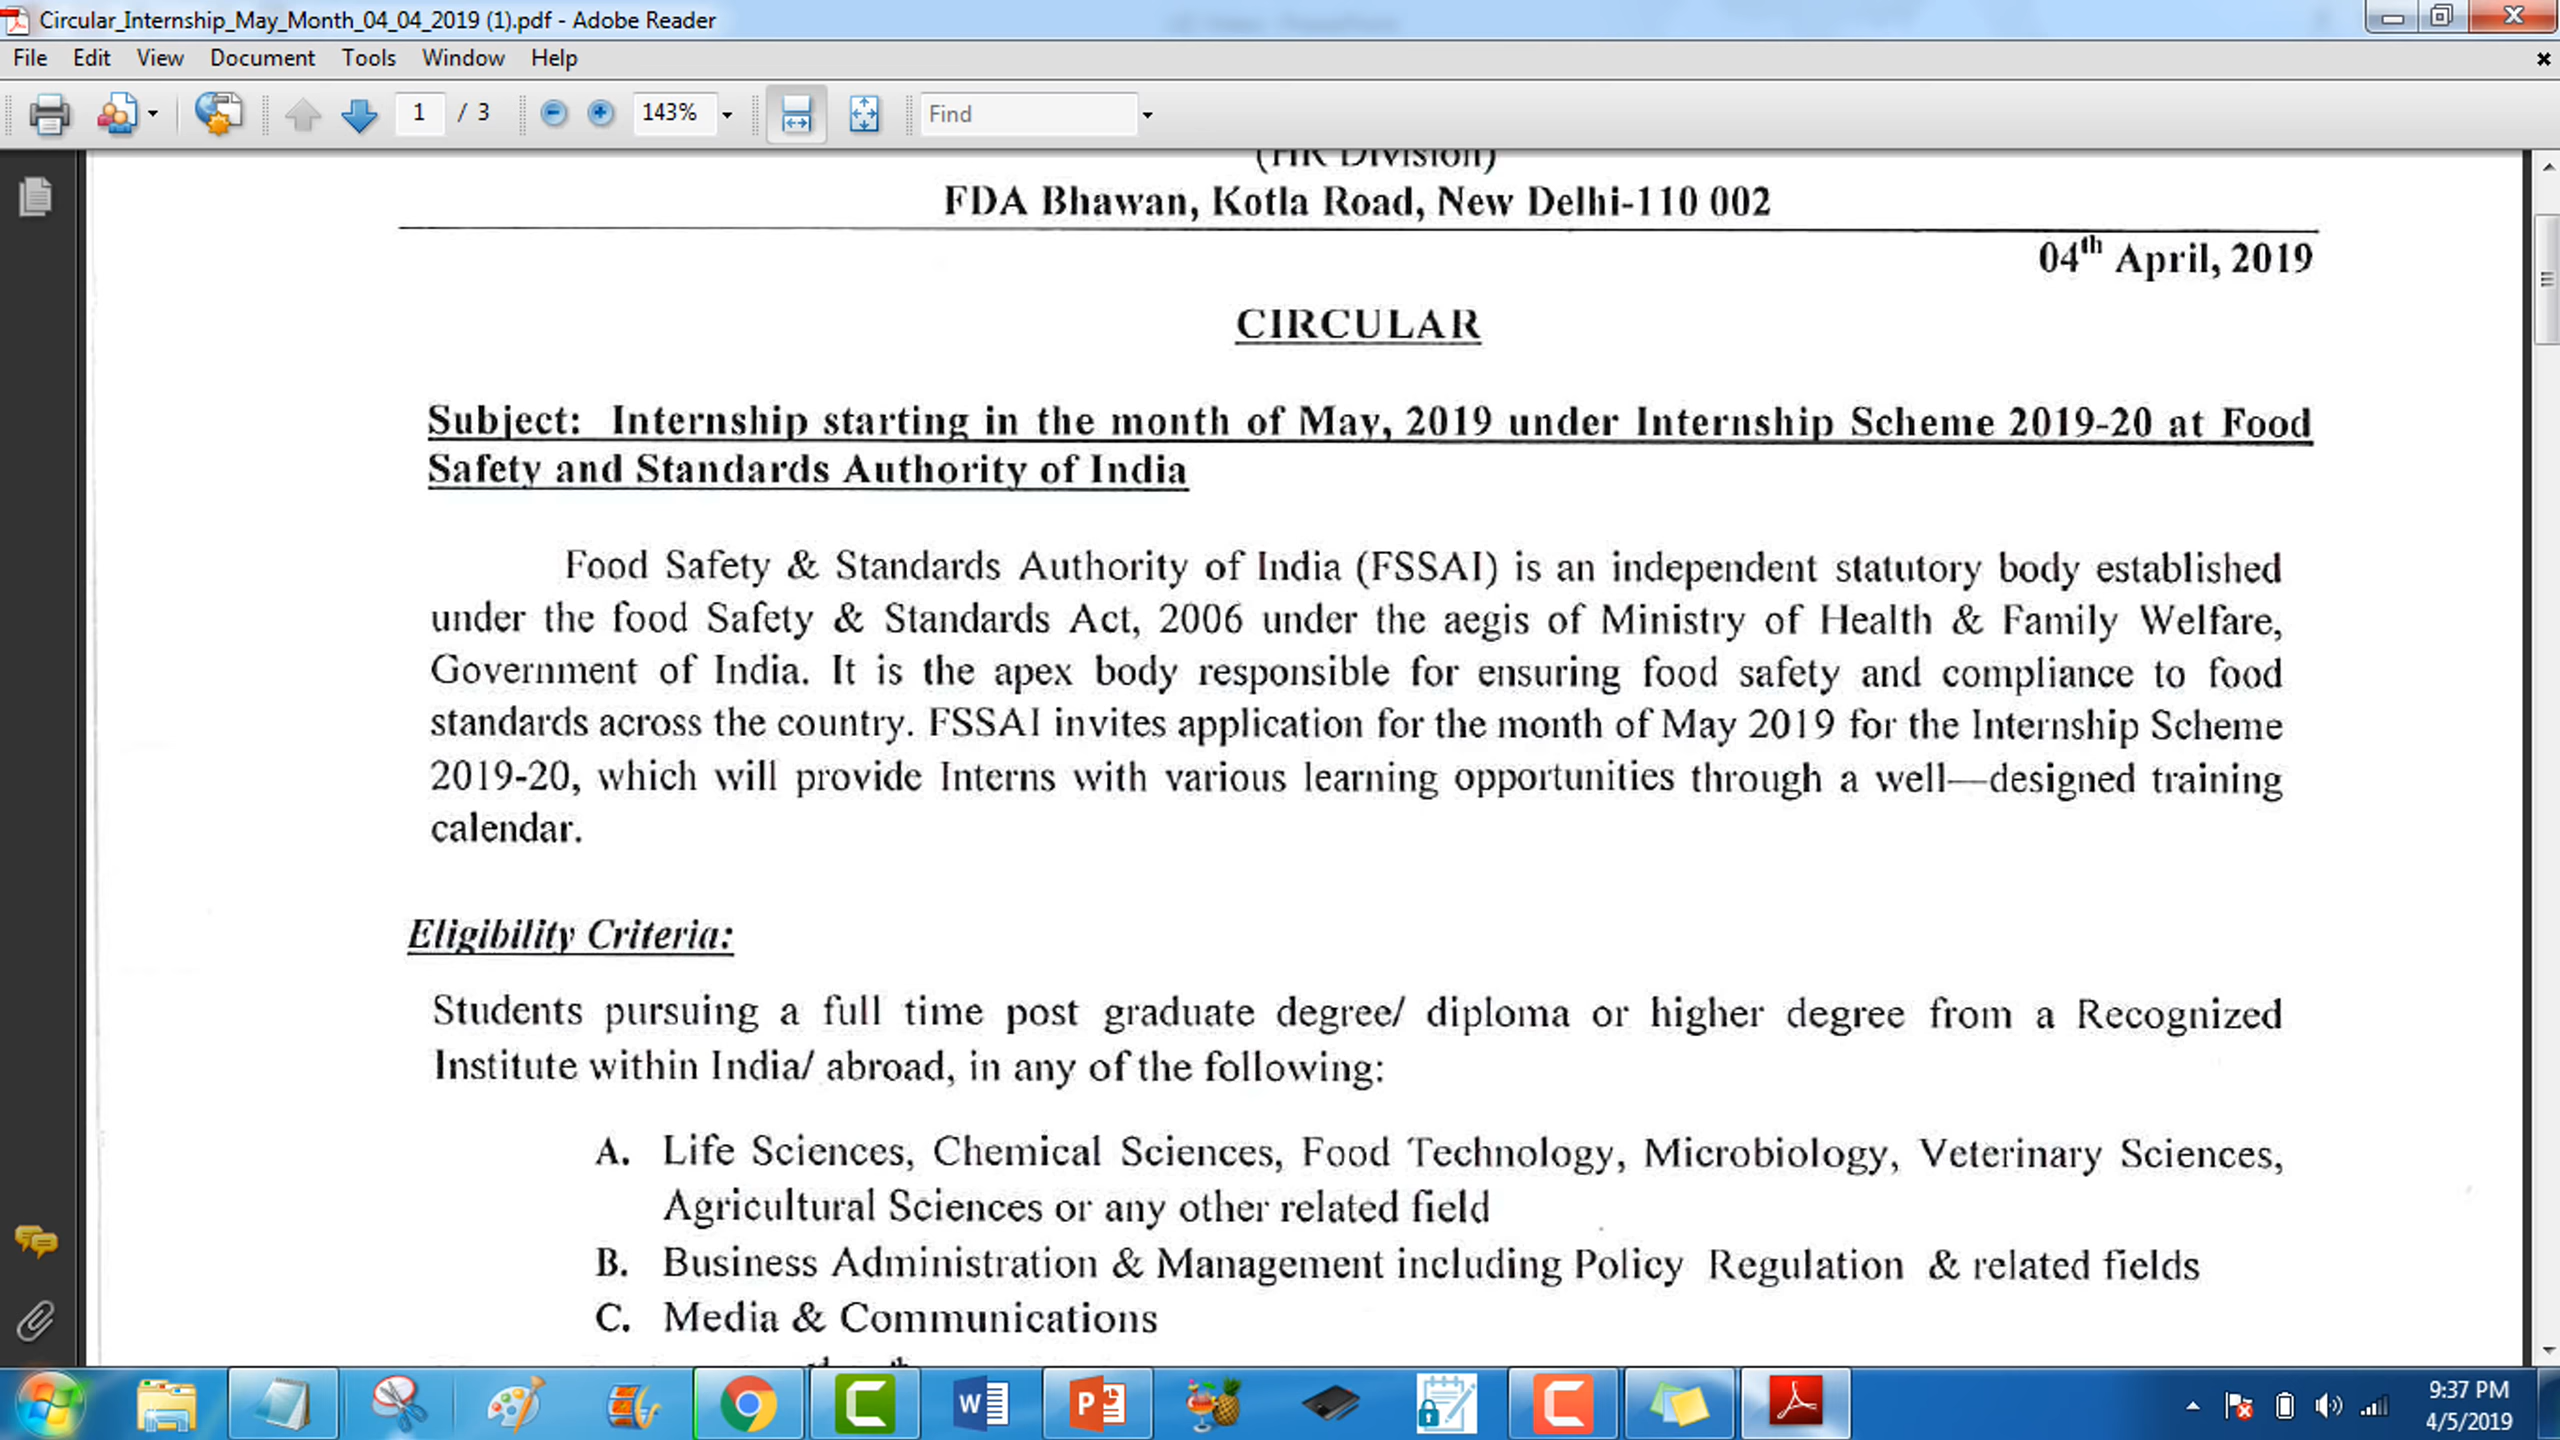 Circular_Internship_May_Month_04_04_2019 (1).pdf - Adobe Reader
File Edit View Document Tools Window Help
1 / 3 143% Find
(HR Division)
FDA Bhawan, Kotla Road, New Delhi-110 002
04th April, 2019
CIRCULAR
Subject: Internship starting in the month of May, 2019 under Internship Scheme 2019-20 at Food
Safety and Standards Authority of India
Food Safety & Standards Authority of India (FSSAI) is an independent statutory body established
under the food Safety & Standards Act, 2006 under the aegis of Ministry of Health & Family Welfare,
Government of India. It is the apex body responsible for ensuring food safety and compliance to food
standards across the country. FSSAI invites application for the month of May 2019 for the Internship Scheme
2019-20, which will provide Interns with various learning opportunities through a well—designed training
calendar.
Eligibility Criteria:
Students pursuing a full time post graduate degree/ diploma or higher degree from a Recognized
Institute within India/ abroad, in any of the following:
A. Life Sciences, Chemical Sciences, Food Technology, Microbiology, Veterinary Sciences,
Agricultural Sciences or any other related field
B. Business Administration & Management including Policy Regulation & related fields
C. Media & Communications
9:37 PM
4/5/2019